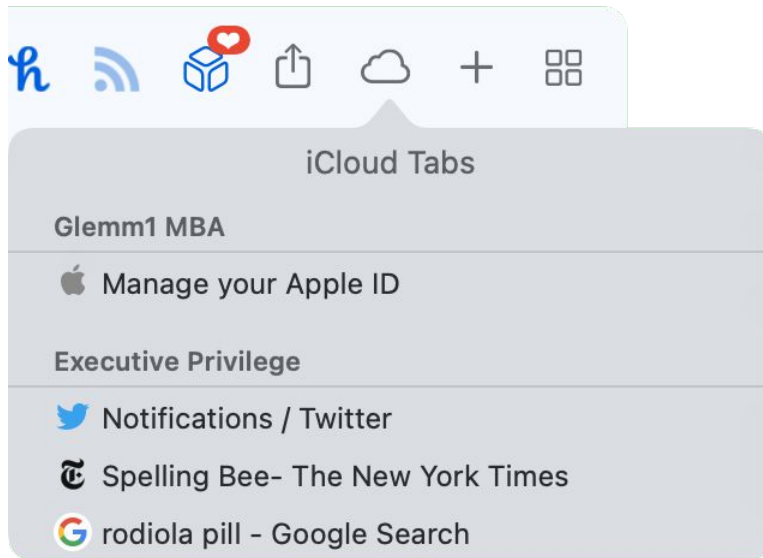 iCloud Tabs
Glemm1 MBA
Manage your Apple ID
Executive Privilege
Notifications / Twitter
Spelling Bee- The New York Times
rodiola pill - Google Search